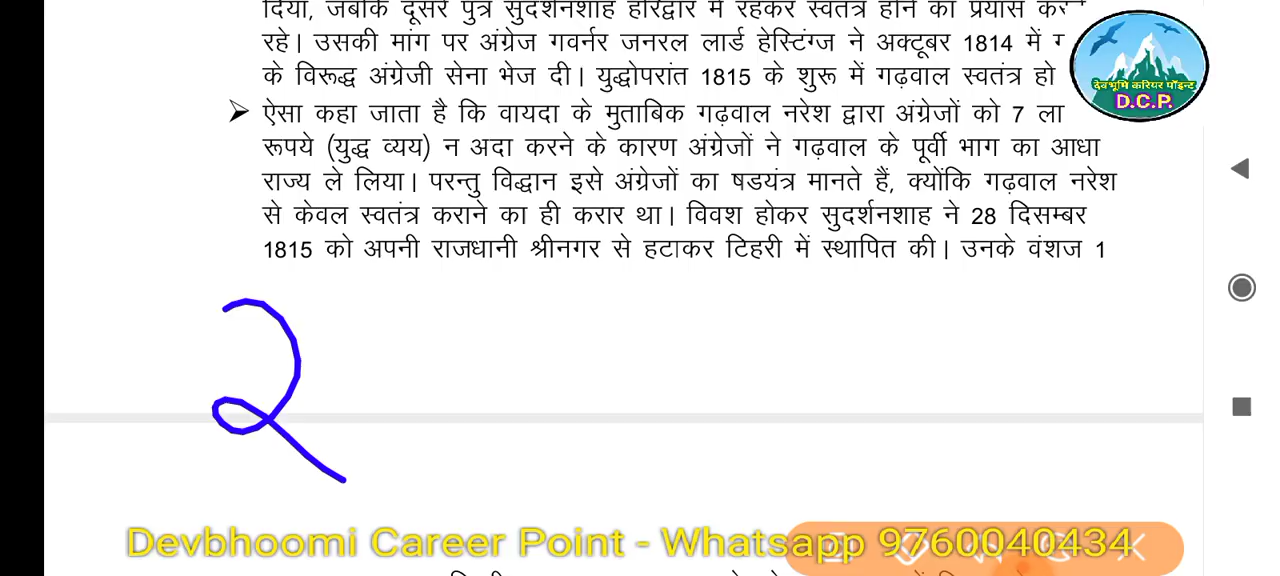 दिया, जबकि दूसरे पुत्र सुदर्शनशाह हरिद्वार में रहकर स्वतंत्र होने का प्रयास
रहे। उसकी मांग पर अंग्रेज गवर्नर जनरल लार्ड हेस्टिंग्ज ने अक्टूबर 1814 में
के विरूद्ध अंग्रेजी सेना भेज दी। युद्धोपरांत 1815 के शुरू में गढ़वाल स्वतंत्र हो
➢ ऐसा कहा जाता है कि वायदा के मुताबिक गढ़वाल नरेश द्वारा अंग्रेजों को 7 ला
रूपये (युद्ध व्यय) न अदा करने के कारण अंग्रेजों ने गढ़वाल के पूर्वी भाग का आधा
राज्य ले लिया। परन्तु विद्धान इसे अंग्रेजों का षडयंत्र मानते हैं, क्योंकि गढ़वाल नरेश
से केवल स्वतंत्र कराने का ही करार था। विवश होकर सुदर्शनशाह ने 28 दिसम्बर
1815 को अपनी राजधानी श्रीनगर से हटाकर टिहरी में स्थापित की। उनके वंशज 1
देवभूमि करियर पॉइन्ट
D.C.P.
२
Devbhoomi Career Point - Whatsapp 9760040434